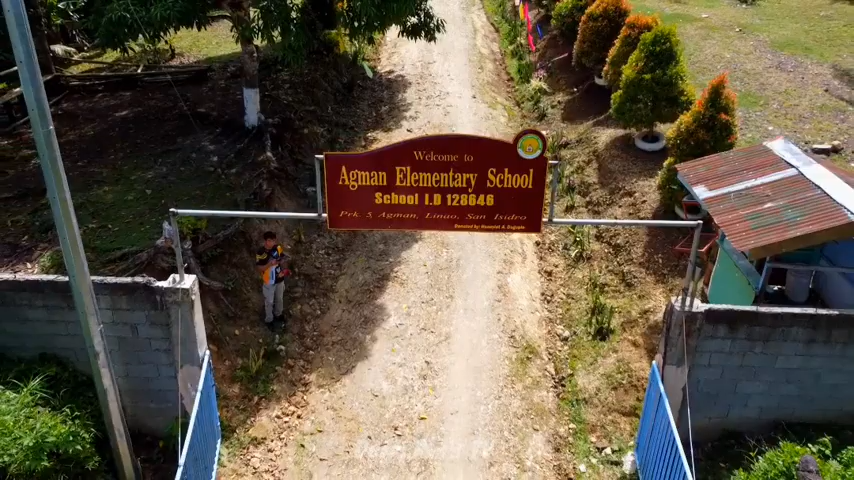 Welcome to
Agman Elementary School
School I.D 128646
Prk 5, Agman, Linao, San Isidro